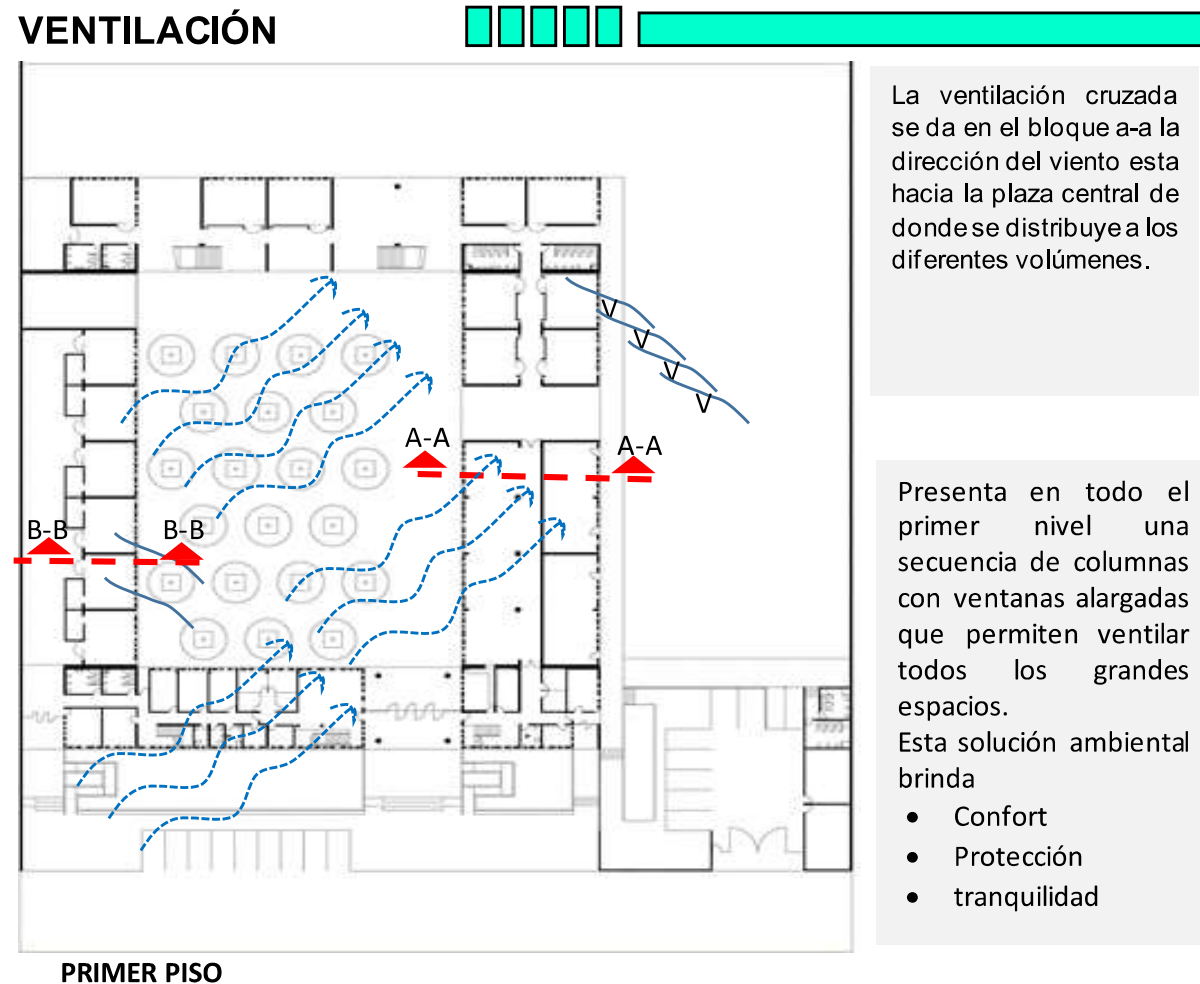 VENTILACIÓN
La ventilación cruzada
se da en el bloque a-a la
dirección del viento esta
hacia la plaza central de
donde se distribuye a los
diferentes volúmenes.
V
V
V
V
A-A
A-A
B-B
B-B
Presenta en todo el
primer nivel una
secuencia de columnas
con ventanas alargadas
que permiten ventilar
todos los grandes
espacios.
Esta solución ambiental
brinda
• Confort
• Protección
• tranquilidad
PRIMER PISO